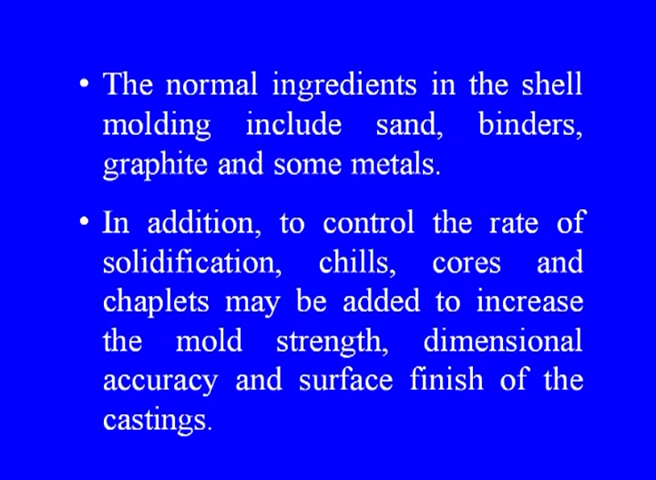 • The normal ingredients in the shell
molding include sand, binders,
graphite and some metals.
• In addition, to control the rate of
solidification, chills, cores and
chaplets may be added to increase
the mold strength, dimensional
accuracy and surface finish of the
castings.